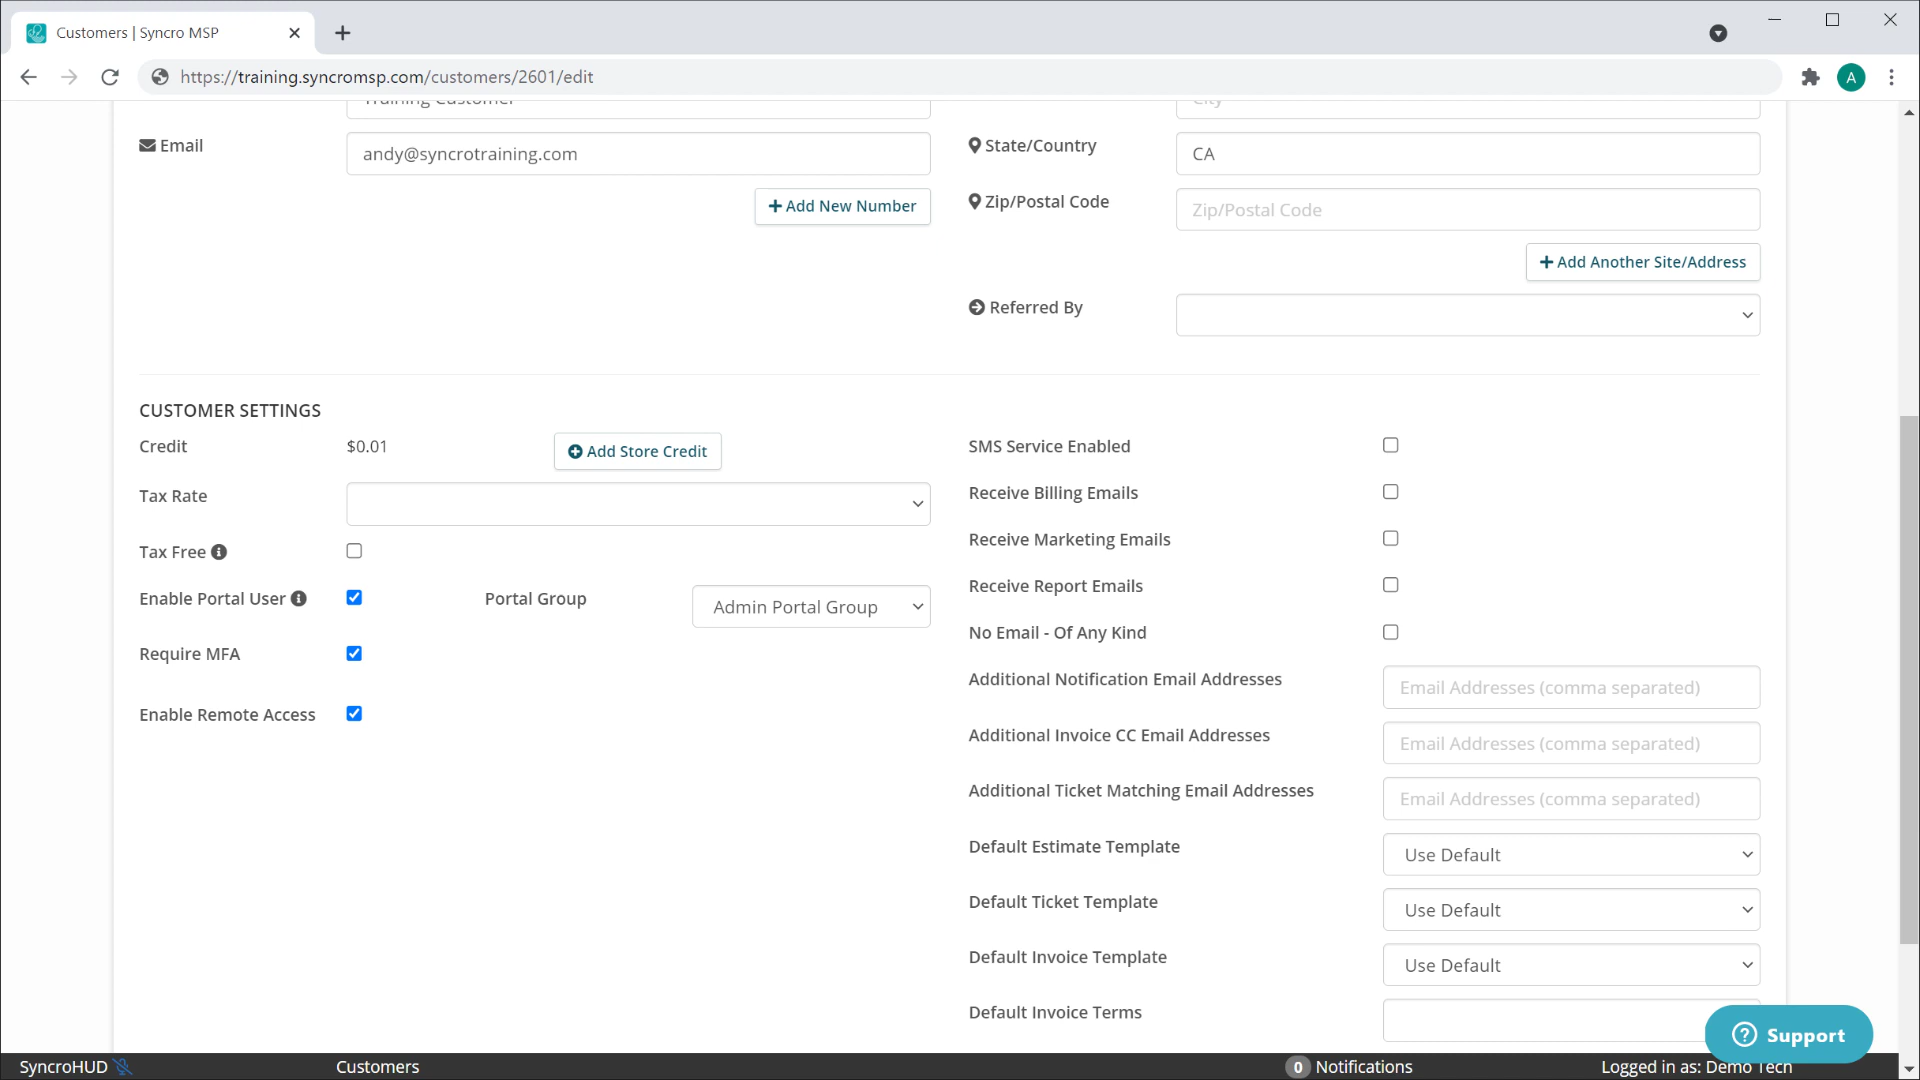 Customers | Syncro MSP
https://training.syncromsp.com/customers/2601/edit
A
Training Customer
City
Email
andy@syncrotraining.com
State/Country
CA
Add New Number
Zip/Postal Code
Zip/Postal Code
Add Another Site/Address
Referred By
CUSTOMER SETTINGS
Credit
$0.01
Add Store Credit
Tax Rate
Tax Free
Enable Portal User
Portal Group
Admin Portal Group
Require MFA
Enable Remote Access
SMS Service Enabled
Receive Billing Emails
Receive Marketing Emails
Receive Report Emails
No Email - Of Any Kind
Additional Notification Email Addresses
Email Addresses (comma separated)
Additional Invoice CC Email Addresses
Email Addresses (comma separated)
Additional Ticket Matching Email Addresses
Email Addresses (comma separated)
Default Estimate Template
Use Default
Default Ticket Template
Use Default
Default Invoice Template
Use Default
Default Invoice Terms
Support
SyncroHUD
Customers
0 Notifications
Logged in as: Demo Tech